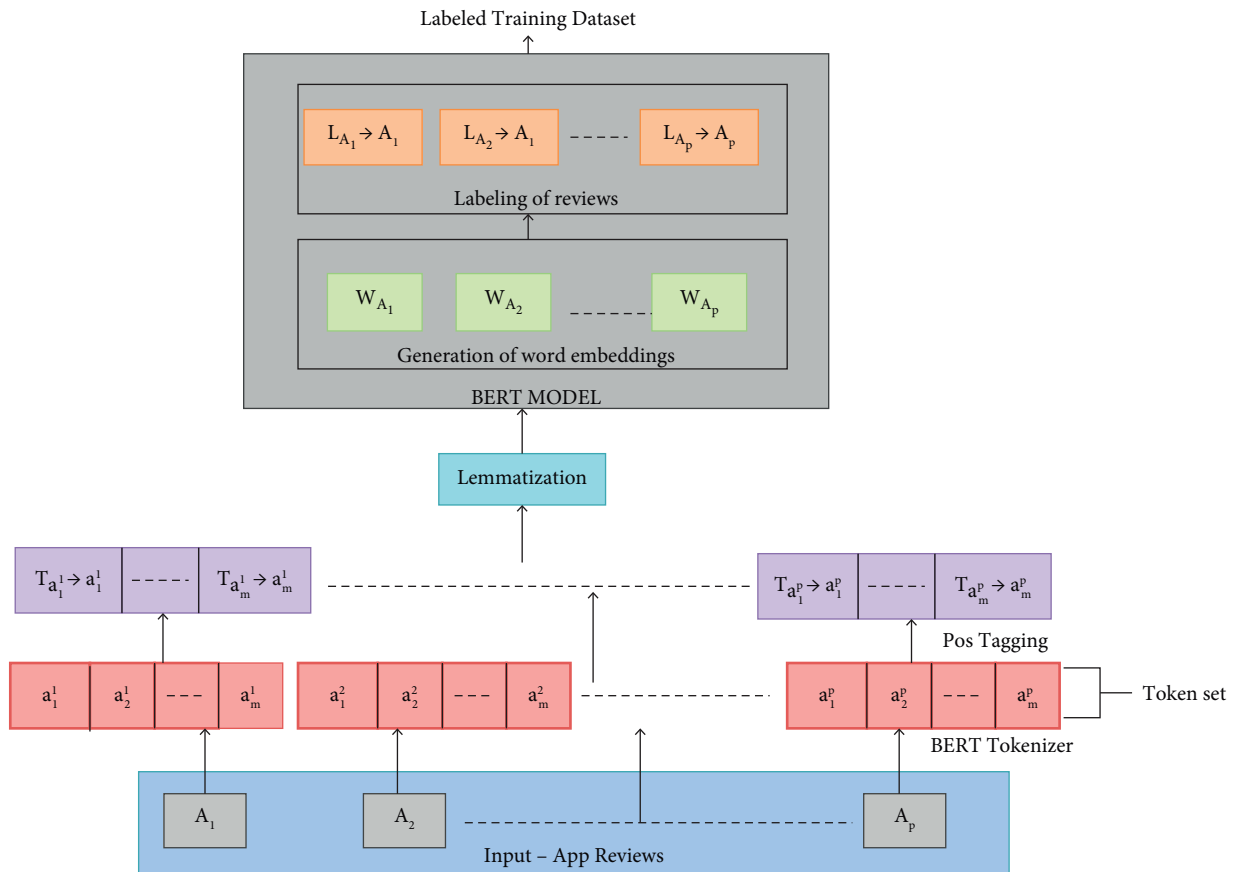 Labeled Training Dataset
L_{A_1} → A_1 L_{A_2} → A_1 ----- L_{A_p} → A_p
Labeling of reviews
W_{A_1} W_{A_2} ------ W_{A_p}
Generation of word embeddings
BERT MODEL
Lemmatization
T_{a_1^1} → a_1^1 ----- T_{a_m^1} → a_m^1 T_{a_1^p} → a_1^p ----- T_{a_m^p} → a_m^p
Pos Tagging
a_1^1 a_2^1 --- a_m^1 a_1^2 a_2^2 --- a_m^2 a_1^p a_2^p --- a_m^p Token set
BERT Tokenizer
A_1 A_2 A_p
Input – App Reviews